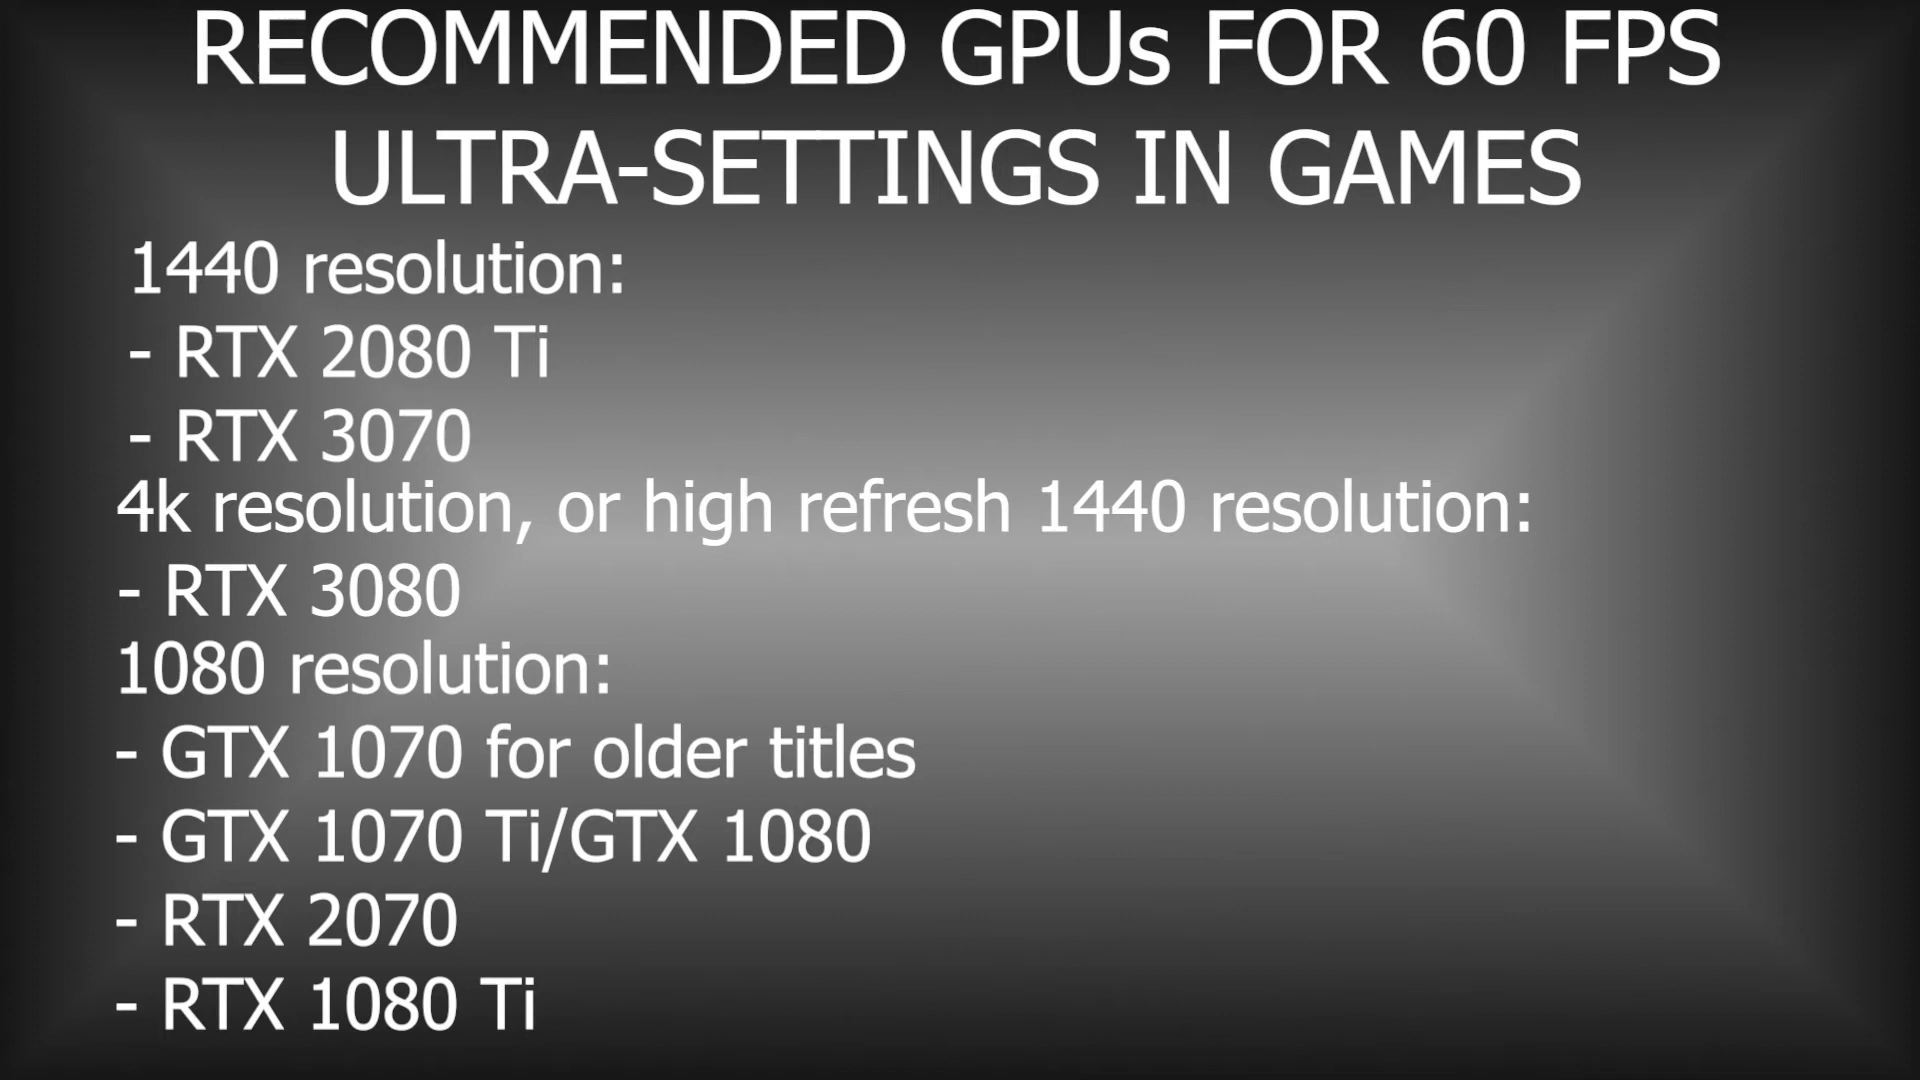 RECOMMENDED GPUs FOR 60 FPS
ULTRA-SETTINGS IN GAMES
1440 resolution:
- RTX 2080 Ti
- RTX 3070
4k resolution, or high refresh 1440 resolution:
- RTX 3080
1080 resolution:
- GTX 1070 for older titles
- GTX 1070 Ti/GTX 1080
- RTX 2070
- RTX 1080 Ti